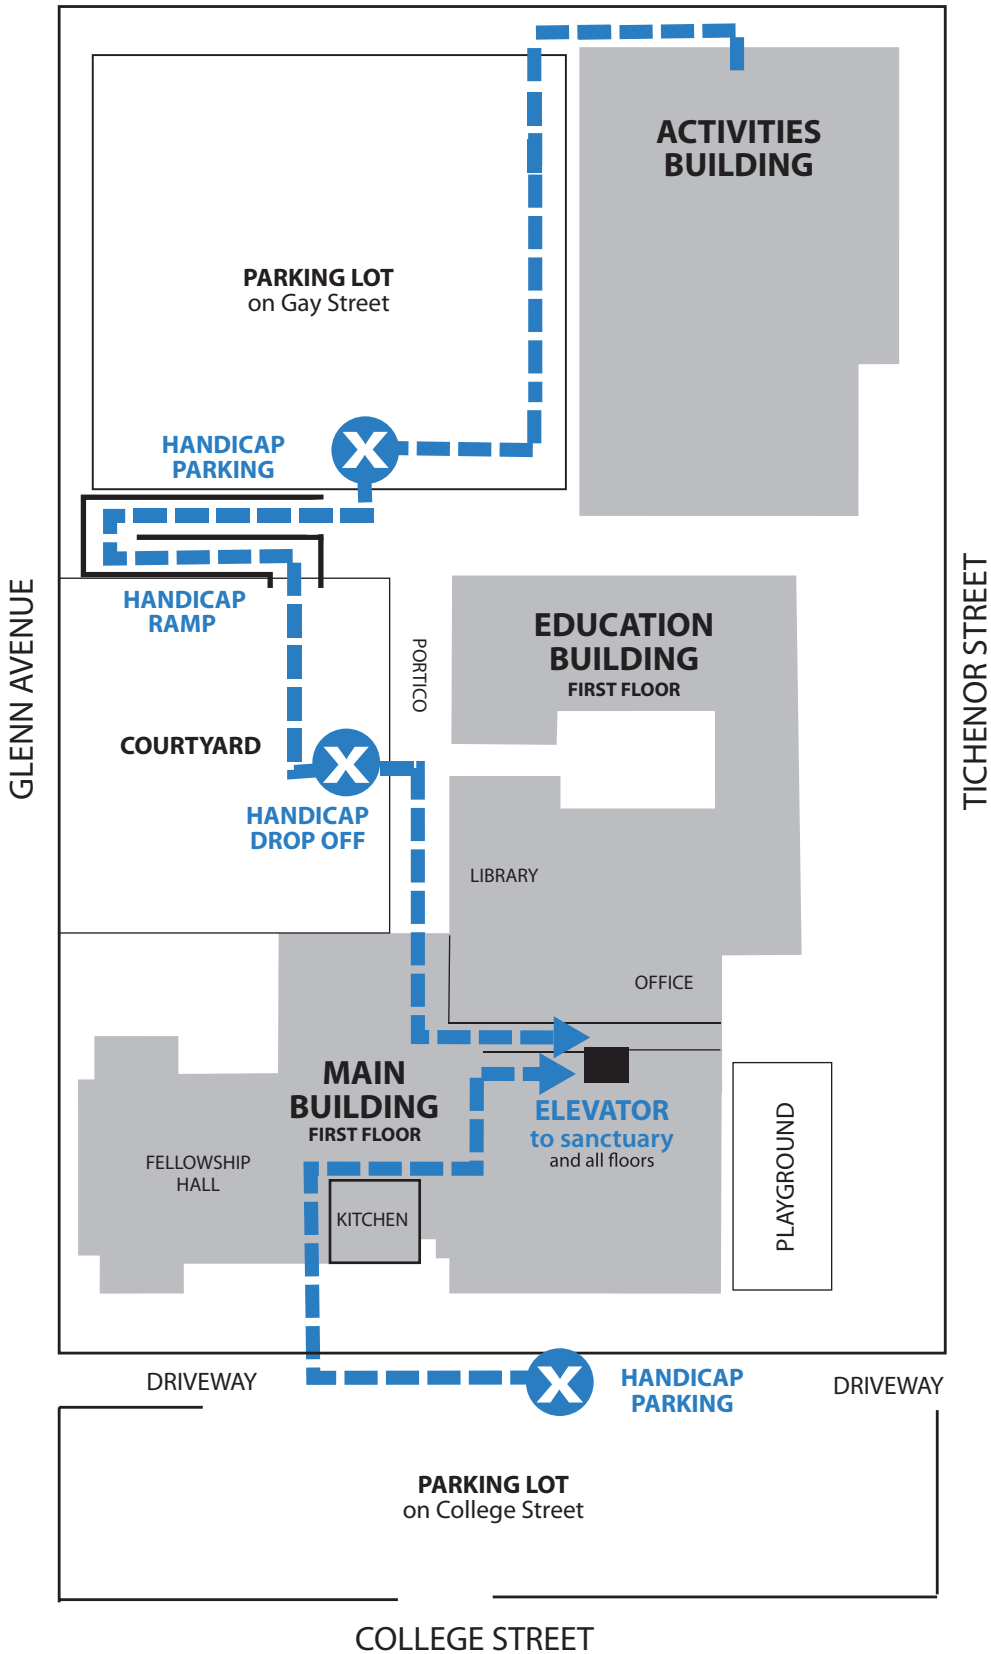 ACTIVITIES
BUILDING
PARKING LOT
on Gay Street
HANDICAP
PARKING
X
HANDICAP
RAMP
GLENN AVENUE
TICHENOR STREET
PORTICO
EDUCATION
BUILDING
FIRST FLOOR
COURTYARD
X
HANDICAP
DROP OFF
LIBRARY
OFFICE
MAIN
BUILDING
FIRST FLOOR
ELEVATOR
to sanctuary
and all floors
FELLOWSHIP
HALL
KITCHEN
PLAYGROUND
DRIVEWAY
X
HANDICAP
PARKING
DRIVEWAY
PARKING LOT
on College Street
COLLEGE STREET